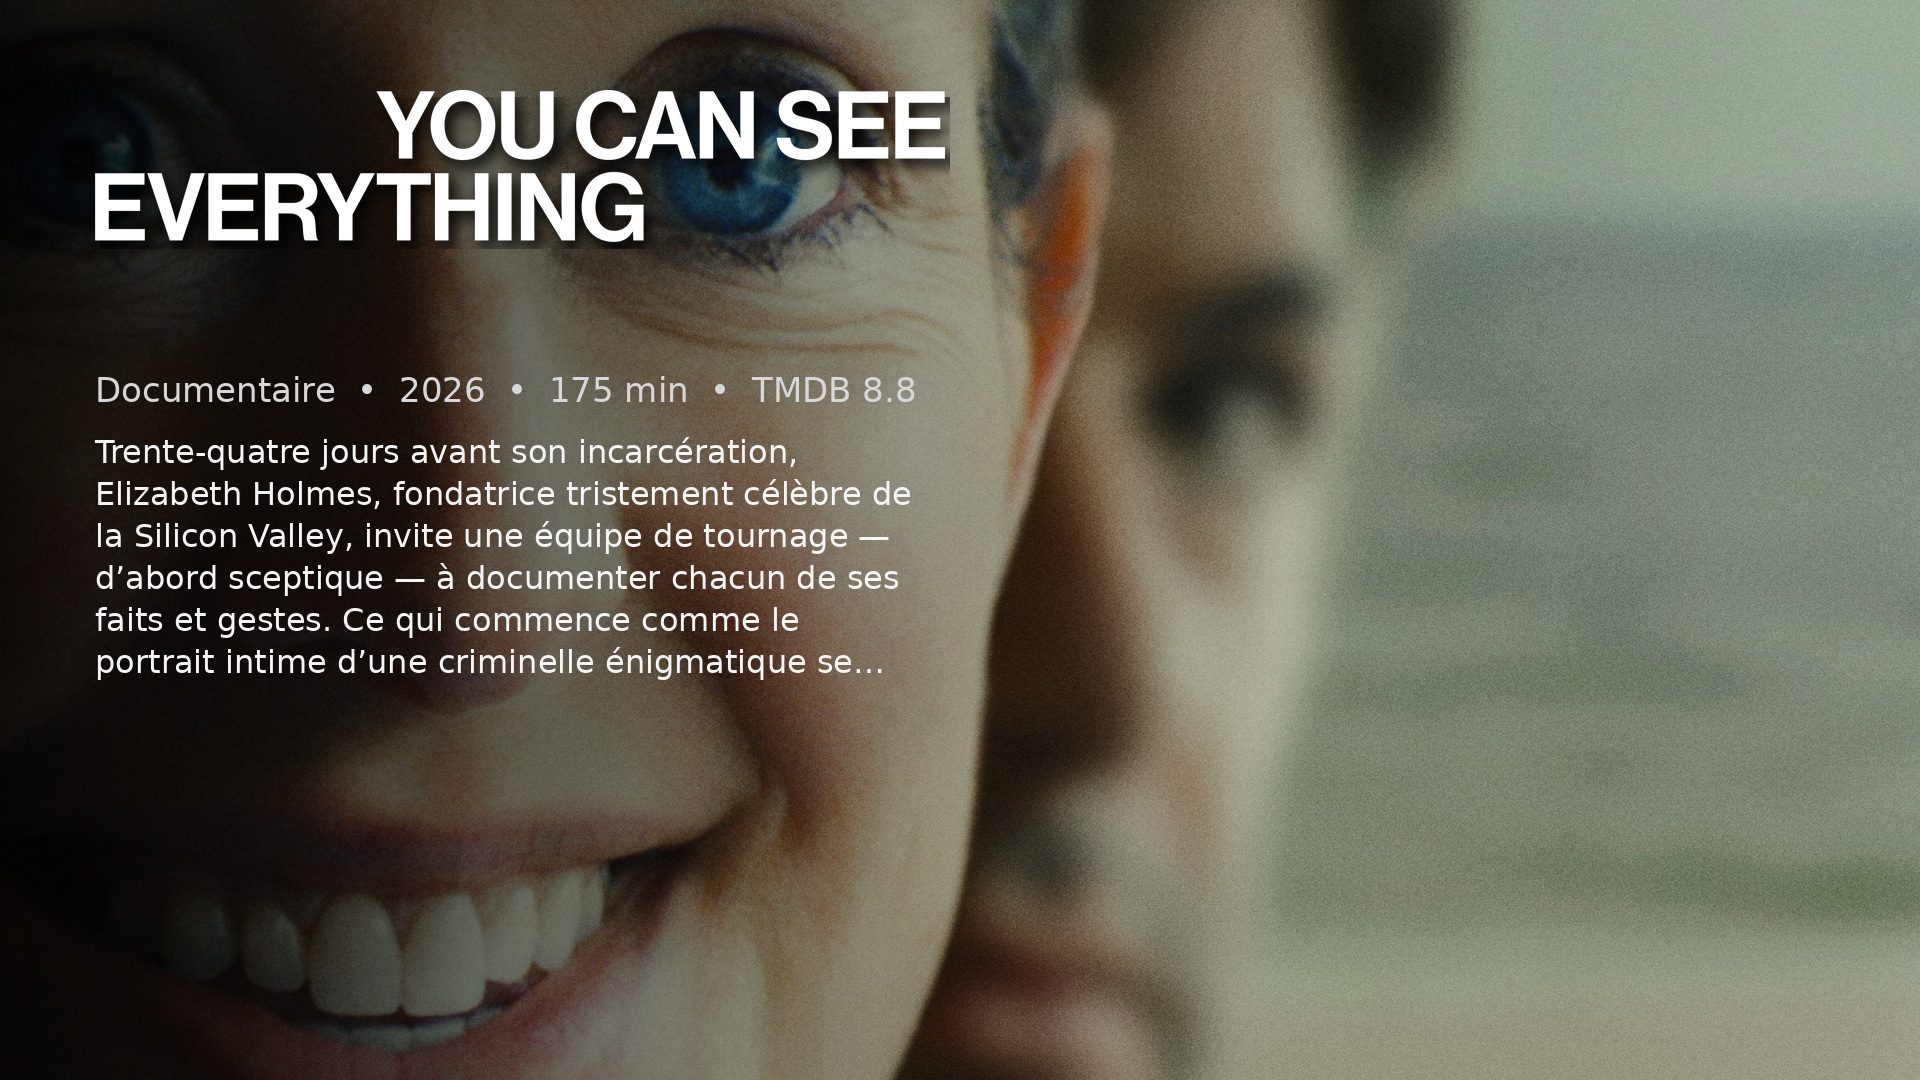 YOU CAN SEE
EVERYTHING
Documentaire • 2026 • 175 min • TMDB 8.8
Trente-quatre jours avant son incarcération,
Elizabeth Holmes, fondatrice tristement célèbre de
la Silicon Valley, invite une équipe de tournage —
d’abord sceptique — à documenter chacun de ses
faits et gestes. Ce qui commence comme le
portrait intime d’une criminelle énigmatique se…